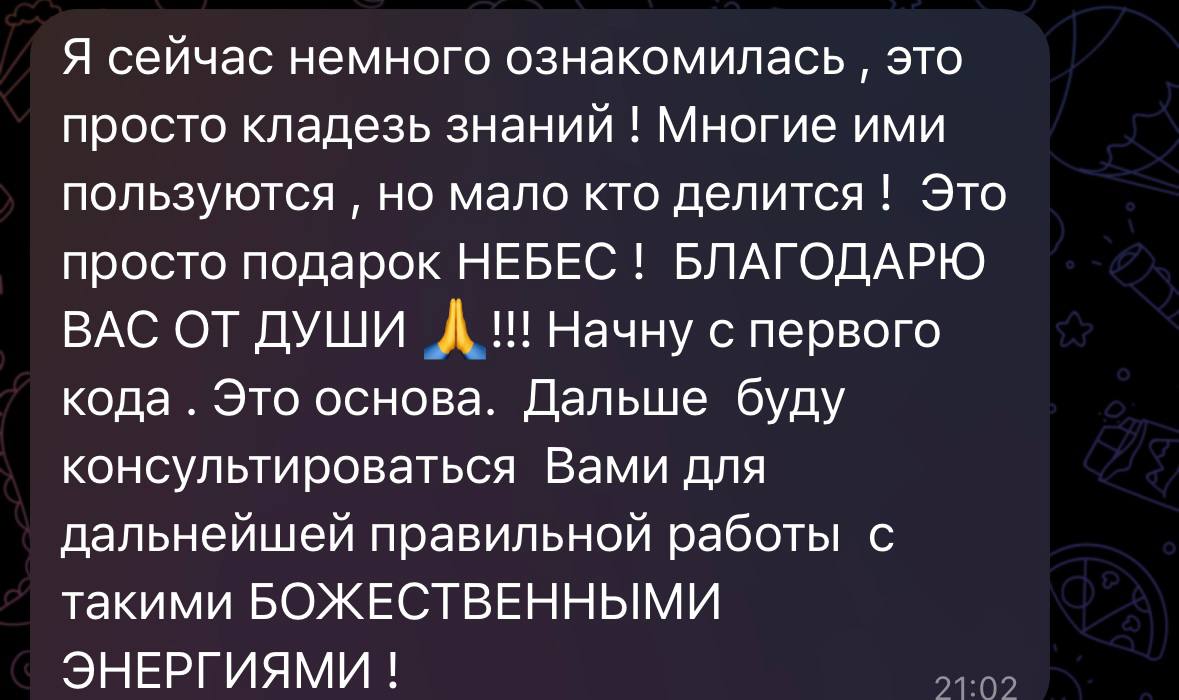 Я сейчас немного ознакомилась , это
просто кладезь знаний ! Многие ими
пользуются , но мало кто делится !  Это
просто подарок НЕБЕС !  БЛАГОДАРЮ
ВАС ОТ ДУШИ 🙏!!! Начну с первого
кода . Это основа.  Дальше  буду
консультироваться  Вами для
дальнейшей правильной работы  с
такими БОЖЕСТВЕННЫМИ
ЭНЕРГИЯМИ !
21:02